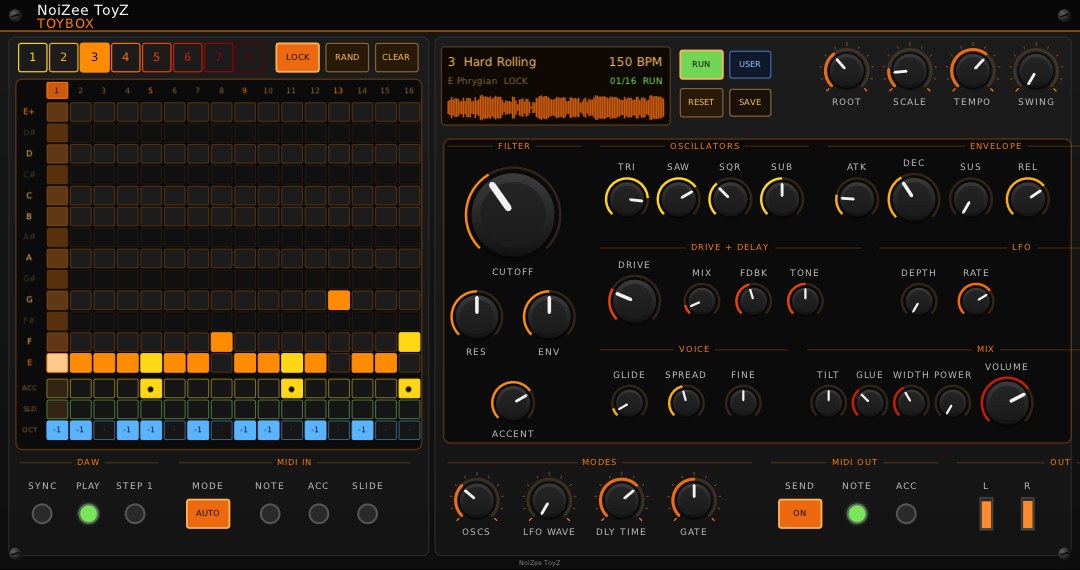 NoiZee ToyZ
TOYBOX
1 2 3 4 5 6 7 LOCK RAND CLEAR
3 Hard Rolling 150 BPM
E Phrygian LOCK 01/16 RUN
RUN USER
RESET SAVE
ROOT SCALE TEMPO SWING
1 2 3 4 5 6 7 8 9 10 11 12 13 14 15 16
E+
D#
D
C#
C
B
A#
A
G#
G
F#
F
E
ACC
SLD
OCT -1 -1 -1 -1 -1 -1 -1 -1 -1
FILTER OSCILLATORS ENVELOPE
TRI SAW SQR SUB ATK DEC SUS REL
CUTOFF
DRIVE + DELAY LFO
DRIVE MIX FDBK TONE DEPTH RATE
RES ENV
VOICE MIX
GLIDE SPREAD FINE TILT GLUE WIDTH POWER VOLUME
ACCENT
DAW MIDI IN
SYNC PLAY STEP 1 MODE NOTE ACC SLIDE
AUTO
MODES MIDI OUT OUT
OSCS LFO WAVE DLY TIME GATE
SEND NOTE ACC L R
ON
NoiZee ToyZ